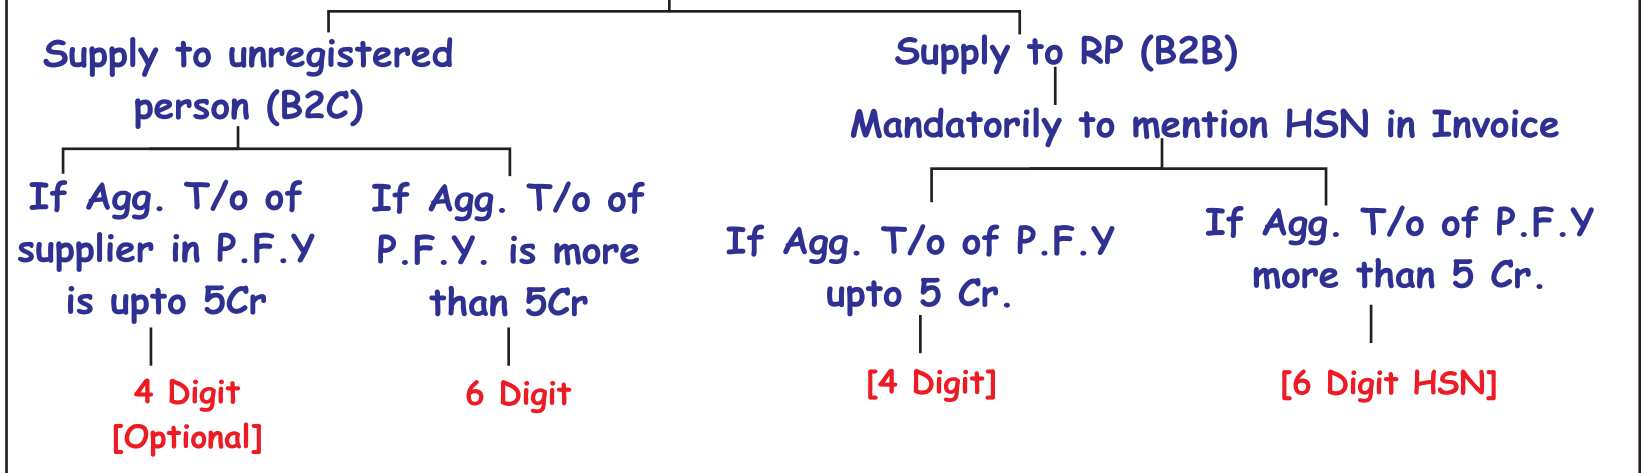 Supply to unregistered
person (B2C)
If Agg. T/o of
supplier in P.F.Y
is upto 5Cr
4 Digit
[Optional]
If Agg. T/o of
P.F.Y. is more
than 5Cr
6 Digit
Supply to RP (B2B)
Mandatorily to mention HSN in Invoice
If Agg. T/o of P.F.Y
upto 5 Cr.
[4 Digit]
If Agg. T/o of P.F.Y
more than 5 Cr.
[6 Digit HSN]